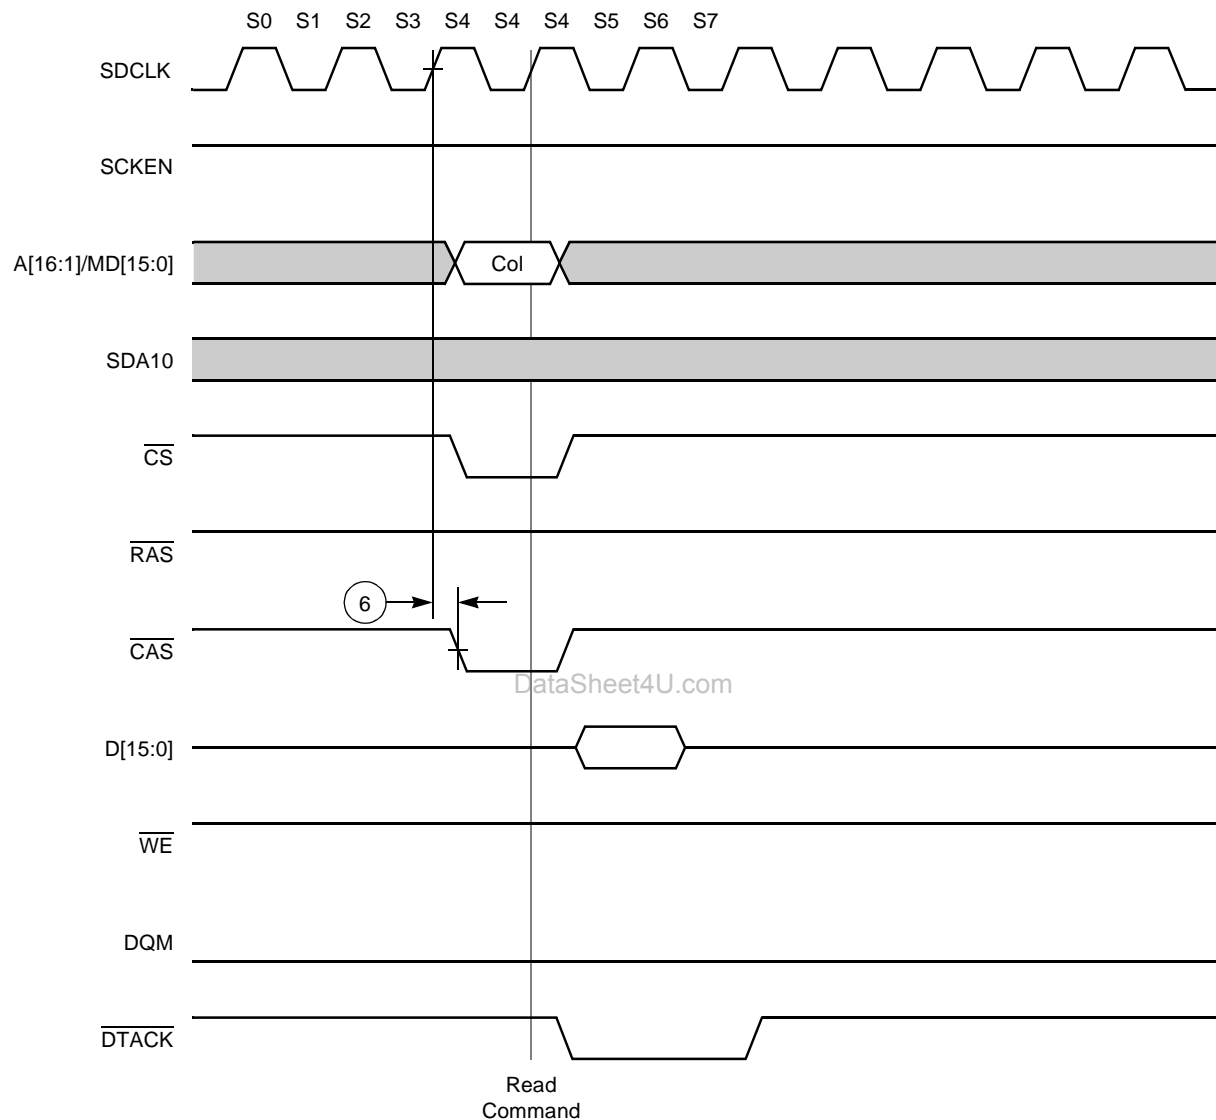 S0 S1 S2 S3 S4 S4 S4 S5 S6 S7
SDCLK
SCKEN
A[16:1]/MD[15:0]
Col
SDA10
CS
RAS
6
CAS
DataSheet4U.com
D[15:0]
WE
DQM
DTACK
Read
Command